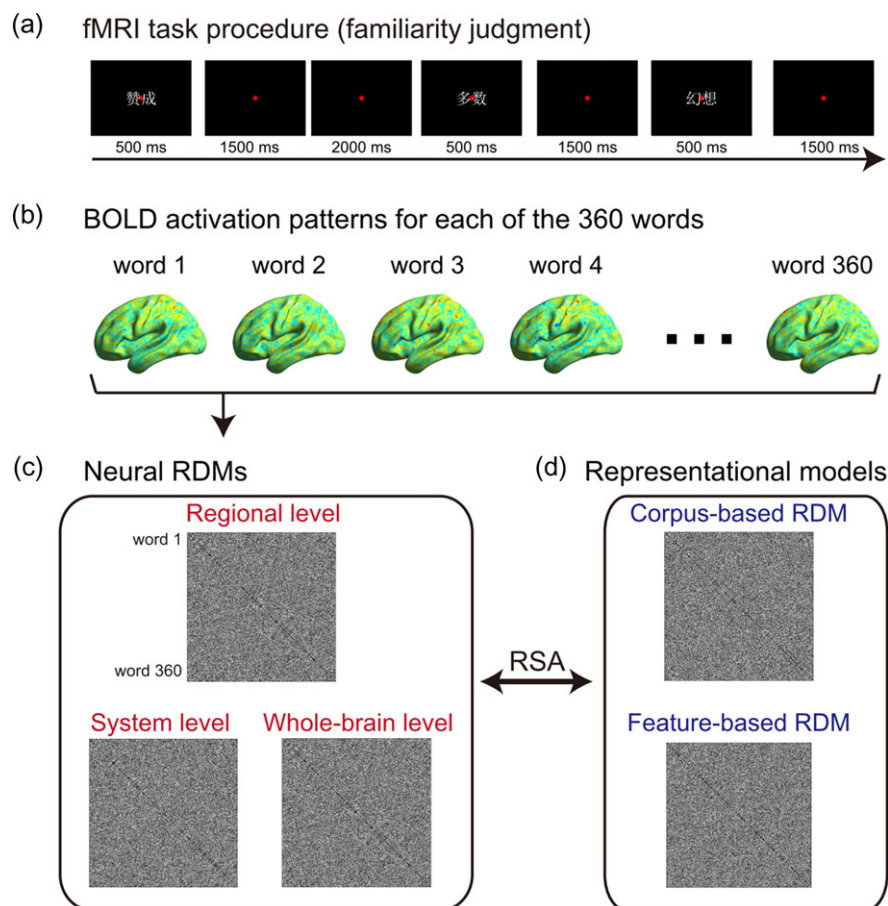 (a) fMRI task procedure (familiarity judgment)
赞成 多数 幻想
500 ms 1500 ms 2000 ms 500 ms 1500 ms 500 ms 1500 ms
(b) BOLD activation patterns for each of the 360 words
word 1 word 2 word 3 word 4 word 360
(c) Neural RDMs
Regional level
word 1
word 360
System level Whole-brain level
RSA
(d) Representational models
Corpus-based RDM
Feature-based RDM